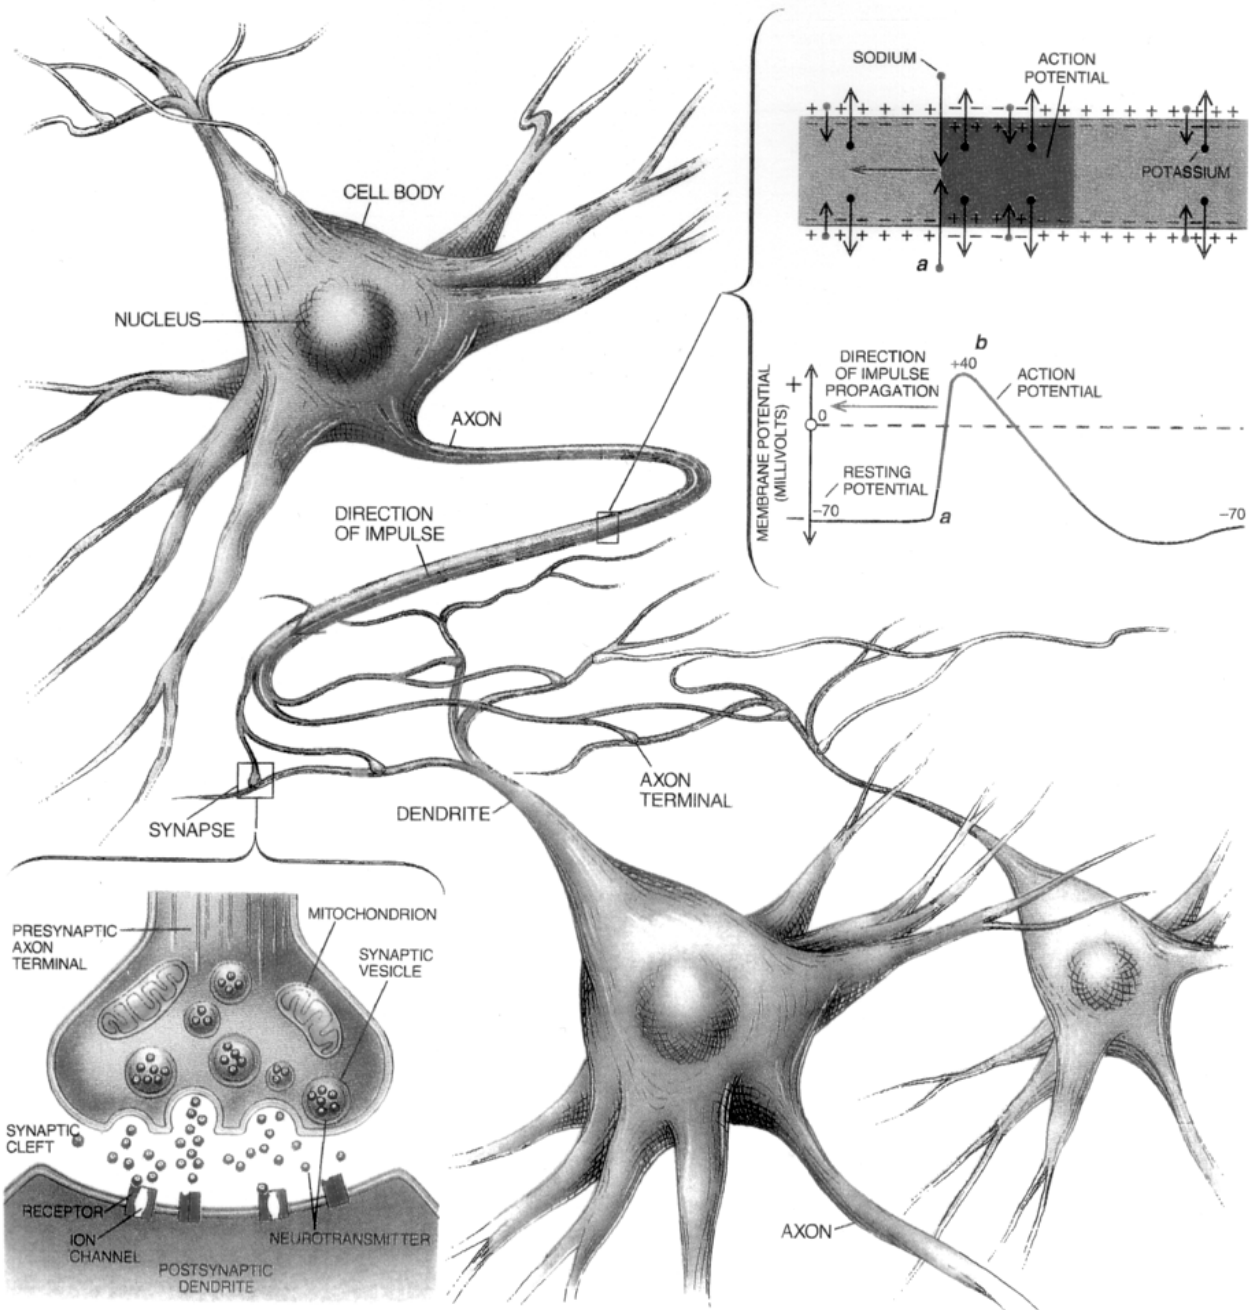 SODIUM
ACTION
POTENTIAL
+ + + + + + + + + + + + + + + + +
POTASSIUM
a
CELL BODY
NUCLEUS
AXON
DIRECTION
OF IMPULSE
b
+40
DIRECTION
OF IMPULSE
PROPAGATION
ACTION
POTENTIAL
MEMBRANE POTENTIAL
(MILLIVOLTS)
+
0
RESTING
POTENTIAL
−
−70
a
−70
AXON
TERMINAL
DENDRITE
SYNAPSE
PRESYNAPTIC
AXON
TERMINAL
MITOCHONDRION
SYNAPTIC
VESICLE
SYNAPTIC
CLEFT
RECEPTOR
ION
CHANNEL
NEUROTRANSMITTER
POSTSYNAPTIC
DENDRITE
AXON